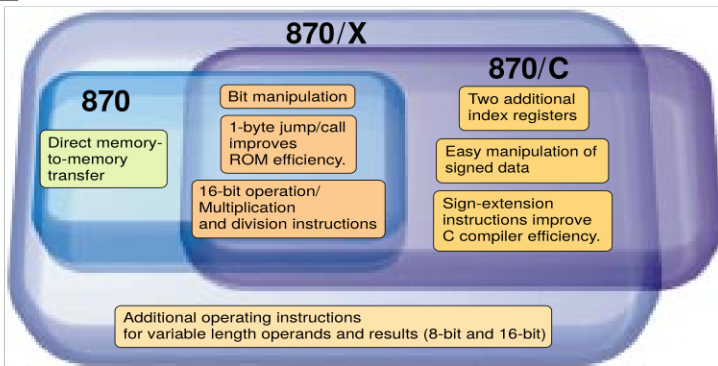 870/X
870/C
870
Direct memory-
to-memory
transfer
Bit manipulation
1-byte jump/call
improves
ROM efficiency.
16-bit operation/
Multiplication
and division instructions
Two additional
index registers
Easy manipulation of
signed data
Sign-extension
instructions improve
C compiler efficiency.
Additional operating instructions
for variable length operands and results (8-bit and 16-bit)